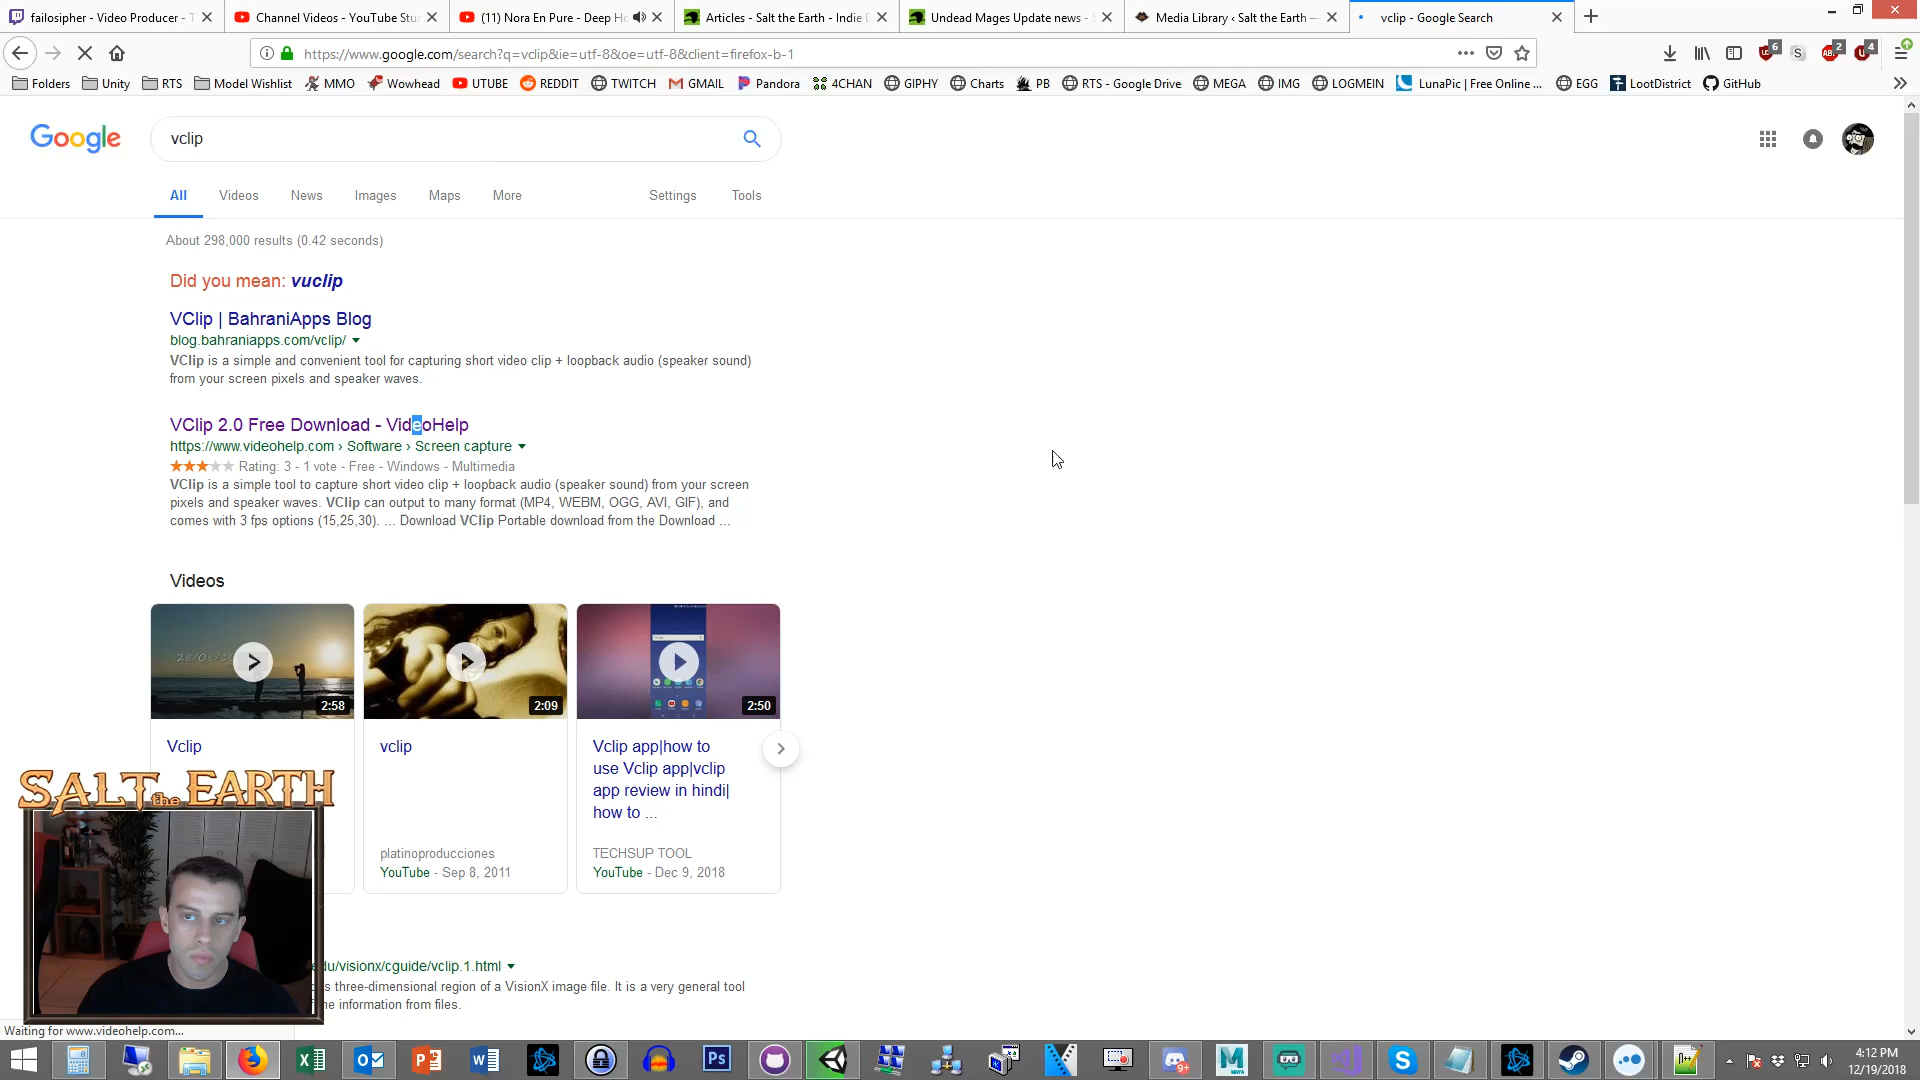 failosipher - Video Producer - T
Channel Videos - YouTube Stu
(11) Nora En Pure - Deep Ho
Articles - Salt the Earth - Indie D
Undead Mages Update news - S
Media Library ‹ Salt the Earth —
vclip - Google Search
https://www.google.com/search?q=vclip&ie=utf-8&oe=utf-8&client=firefox-b-1
6
2
4
Folders
Unity
RTS
Model Wishlist
MMO
Wowhead
UTUBE
REDDIT
TWITCH
GMAIL
Pandora
4CHAN
GIPHY
Charts
PB
RTS - Google Drive
MEGA
IMG
LOGMEIN
LunaPic | Free Online ...
EGG
LootDistrict
GitHub
Google
vclip
All
Videos
News
Images
Maps
More
Settings
Tools
About 298,000 results (0.42 seconds)
Did you mean: vuclip
VClip | BahraniApps Blog
blog.bahraniapps.com/vclip/
VClip is a simple and convenient tool for capturing short video clip + loopback audio (speaker sound)
from your screen pixels and speaker waves.
VClip 2.0 Free Download - VideoHelp
https://www.videohelp.com › Software › Screen capture
Rating: 3 - 1 vote - Free - Windows - Multimedia
VClip is a simple tool to capture short video clip + loopback audio (speaker sound) from your screen
pixels and speaker waves. VClip can output to many format (MP4, WEBM, OGG, AVI, GIF), and
comes with 3 fps options (15,25,30). ... Download VClip Portable download from the Download ...
Videos
2:58
2:09
2:50
Vclip
vclip
Vclip app|how to
use Vclip app|vclip
app review in hindi|
how to ...
platinoproducciones
YouTube - Sep 8, 2011
TECHSUP TOOL
YouTube - Dec 9, 2018
SALT the EARTH
edu/visionx/cguide/vclip.1.html
s three-dimensional region of a VisionX image file. It is a very general tool
e information from files.
Waiting for www.videohelp.com...
Ps
9+
MAYA
4:12 PM
12/19/2018